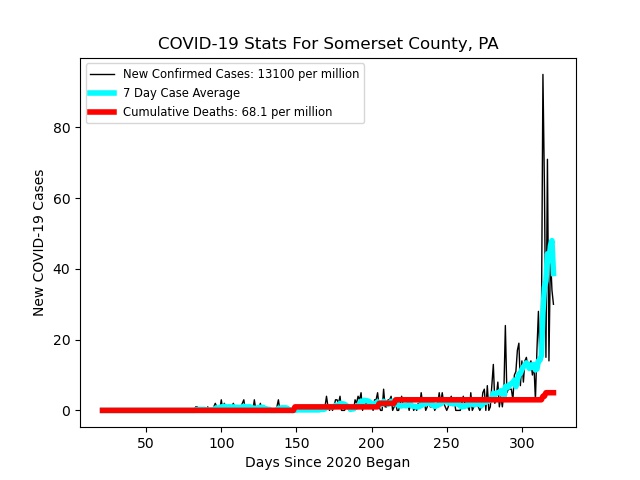 COVID-19 Stats For Somerset County, PA
New Confirmed Cases: 13100 per million
7 Day Case Average
Cumulative Deaths: 68.1 per million
New COVID-19 Cases
80
60
40
20
0
50 100 150 200 250 300
Days Since 2020 Began